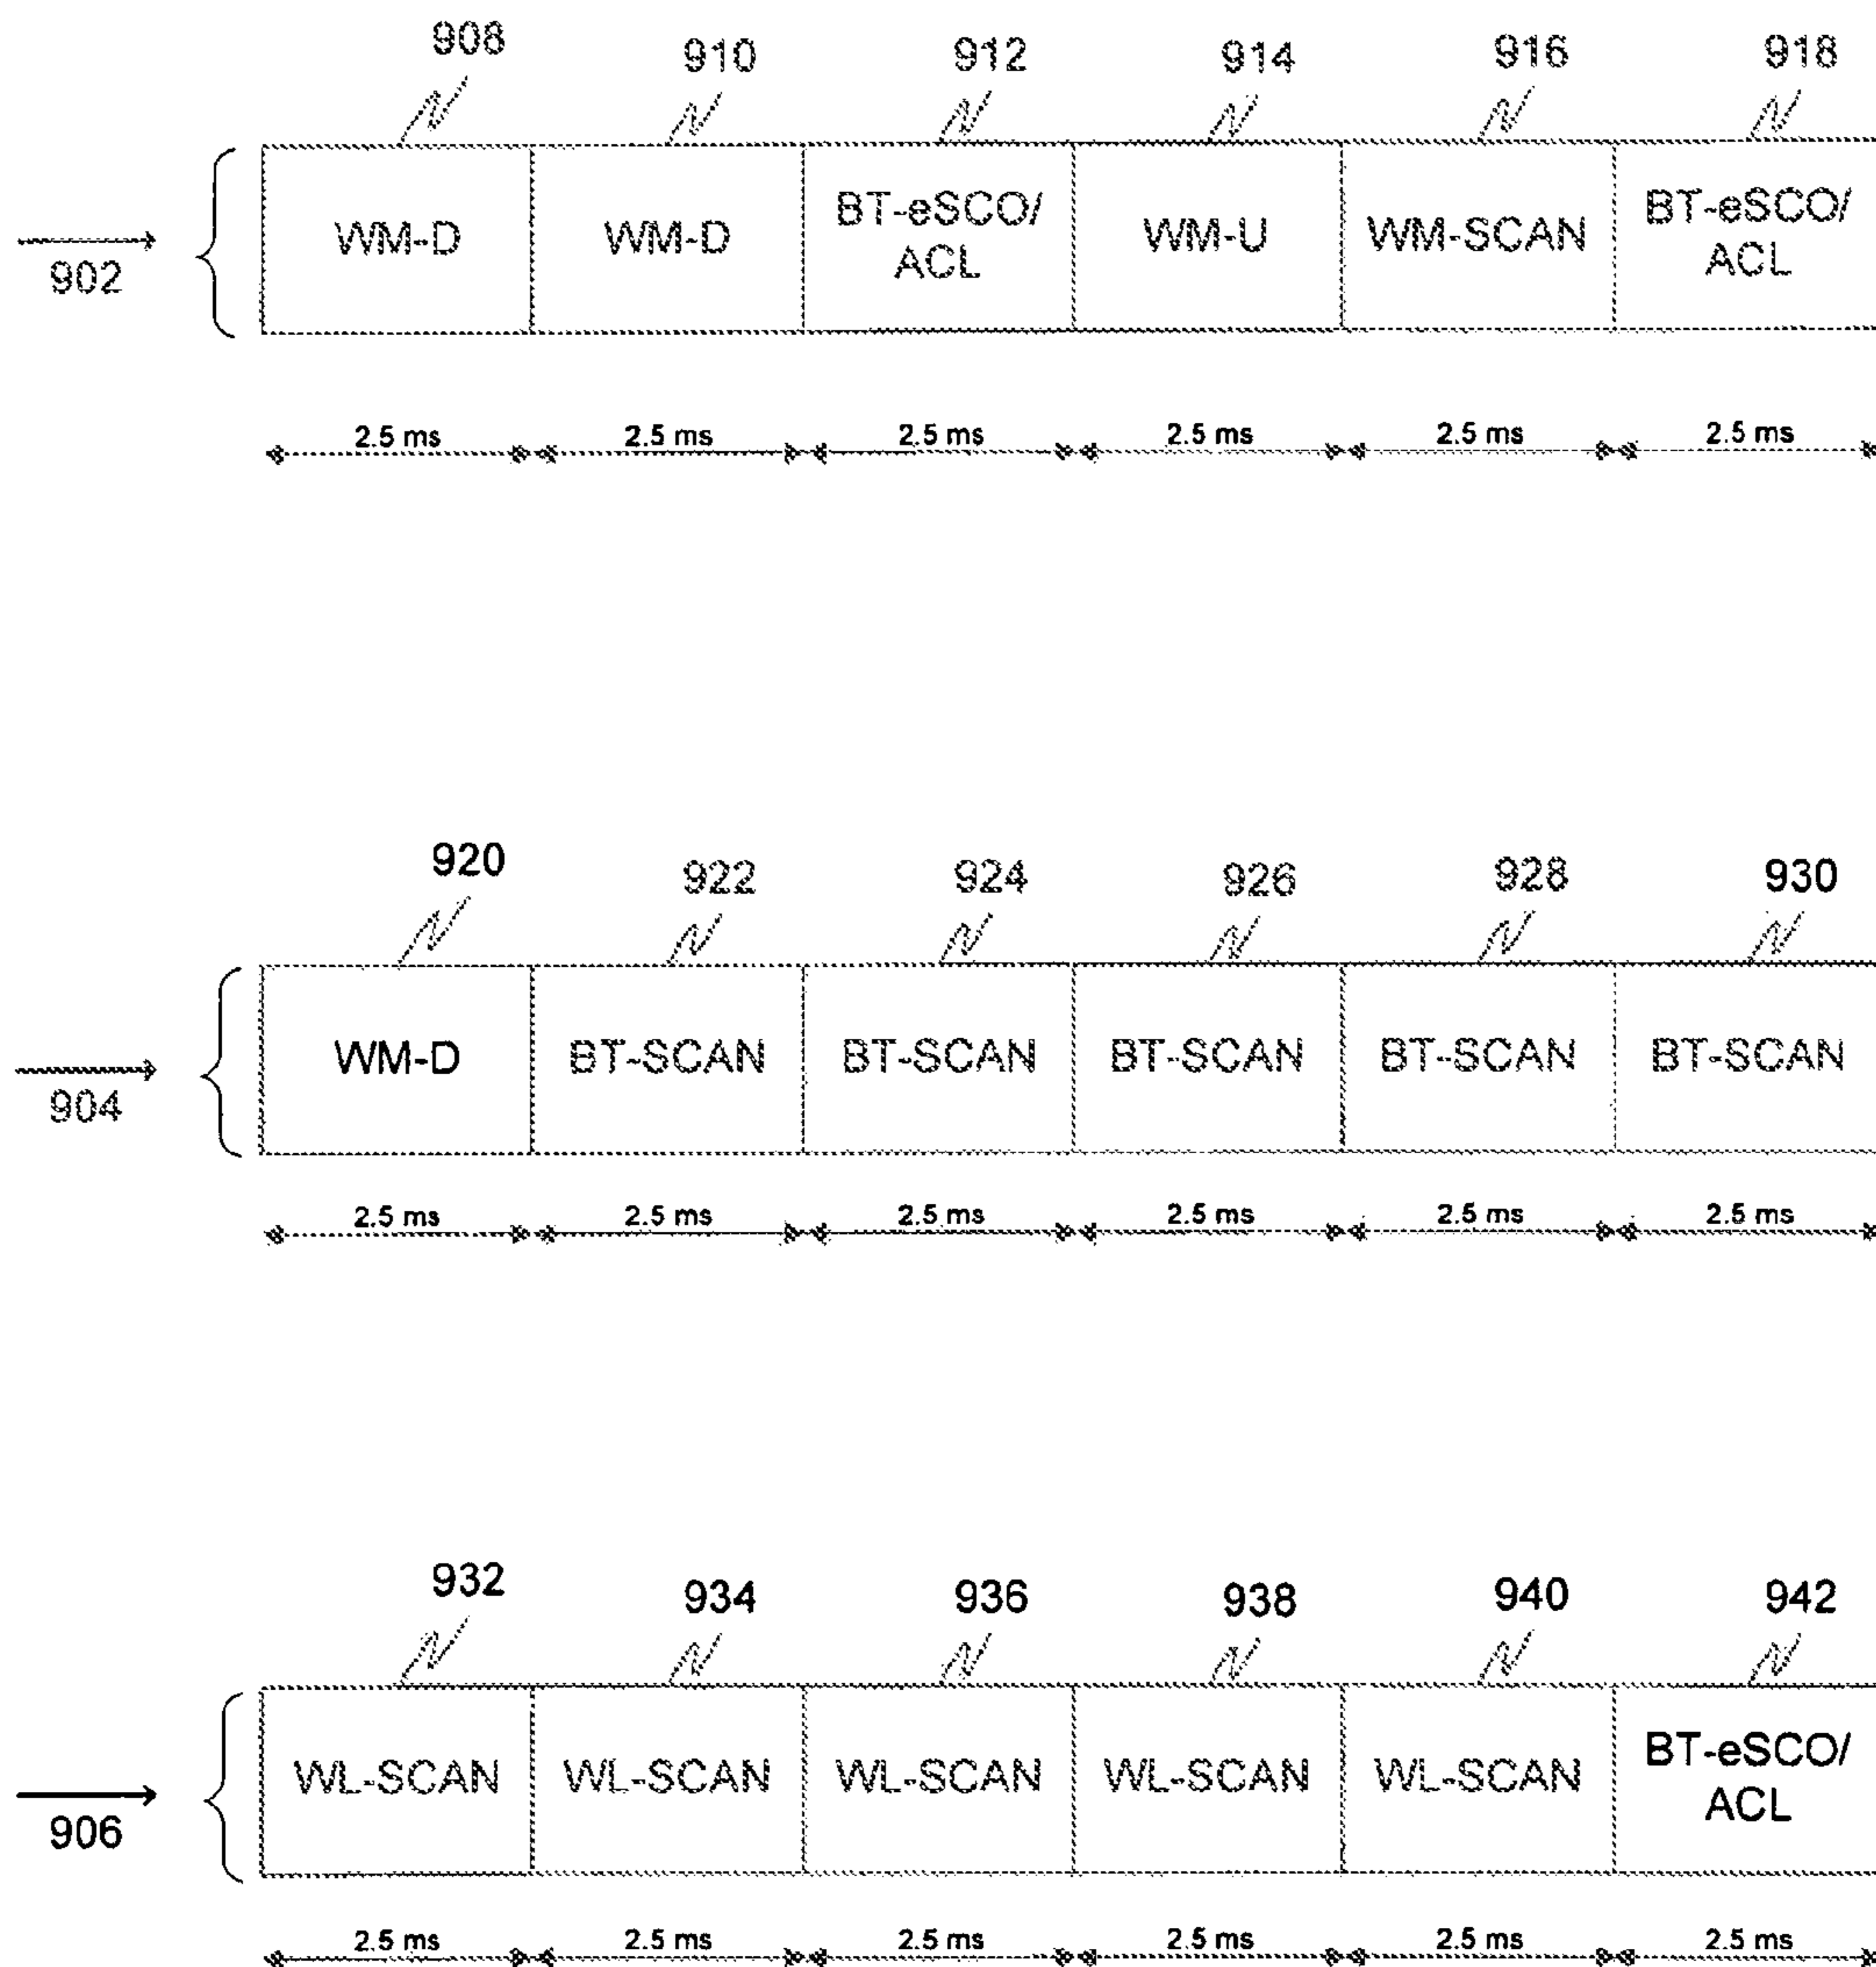 908 910 912 914 916 918
902 WM-D WM-D BT-eSCO/ ACL WM-U WM-SCAN BT-eSCO/ ACL
2.5 ms 2.5 ms 2.5 ms 2.5 ms 2.5 ms 2.5 ms
920 922 924 926 928 930
904 WM-D BT-SCAN BT-SCAN BT-SCAN BT-SCAN BT-SCAN
2.5 ms 2.5 ms 2.5 ms 2.5 ms 2.5 ms 2.5 ms
932 934 936 938 940 942
906 WL-SCAN WL-SCAN WL-SCAN WL-SCAN WL-SCAN BT-eSCO/ ACL
2.5 ms 2.5 ms 2.5 ms 2.5 ms 2.5 ms 2.5 ms